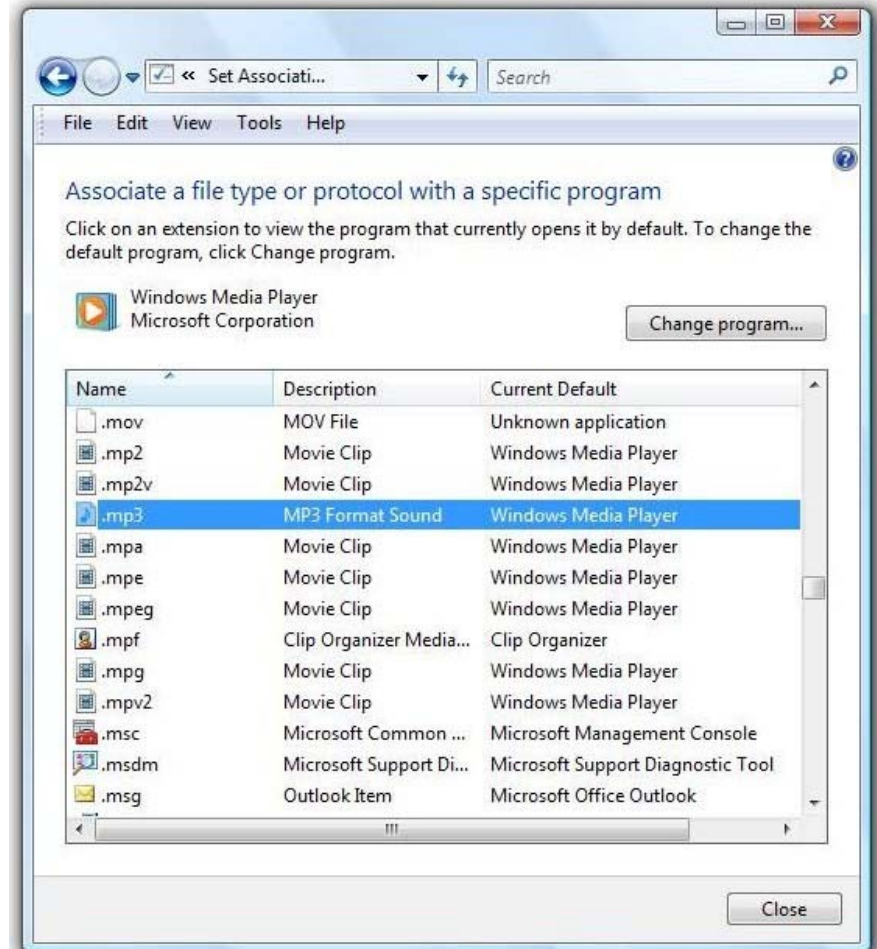 « Set Associati...
Search
File Edit View Tools Help
Associate a file type or protocol with a specific program
Click on an extension to view the program that currently opens it by default. To change the
default program, click Change program.
Windows Media Player
Microsoft Corporation
Change program...
Name Description Current Default
.mov MOV File Unknown application
.mp2 Movie Clip Windows Media Player
.mp2v Movie Clip Windows Media Player
.mp3 MP3 Format Sound Windows Media Player
.mpa Movie Clip Windows Media Player
.mpe Movie Clip Windows Media Player
.mpeg Movie Clip Windows Media Player
.mpf Clip Organizer Media... Clip Organizer
.mpg Movie Clip Windows Media Player
.mpv2 Movie Clip Windows Media Player
.msc Microsoft Common ... Microsoft Management Console
.msdm Microsoft Support Di... Microsoft Support Diagnostic Tool
.msg Outlook Item Microsoft Office Outlook
Close